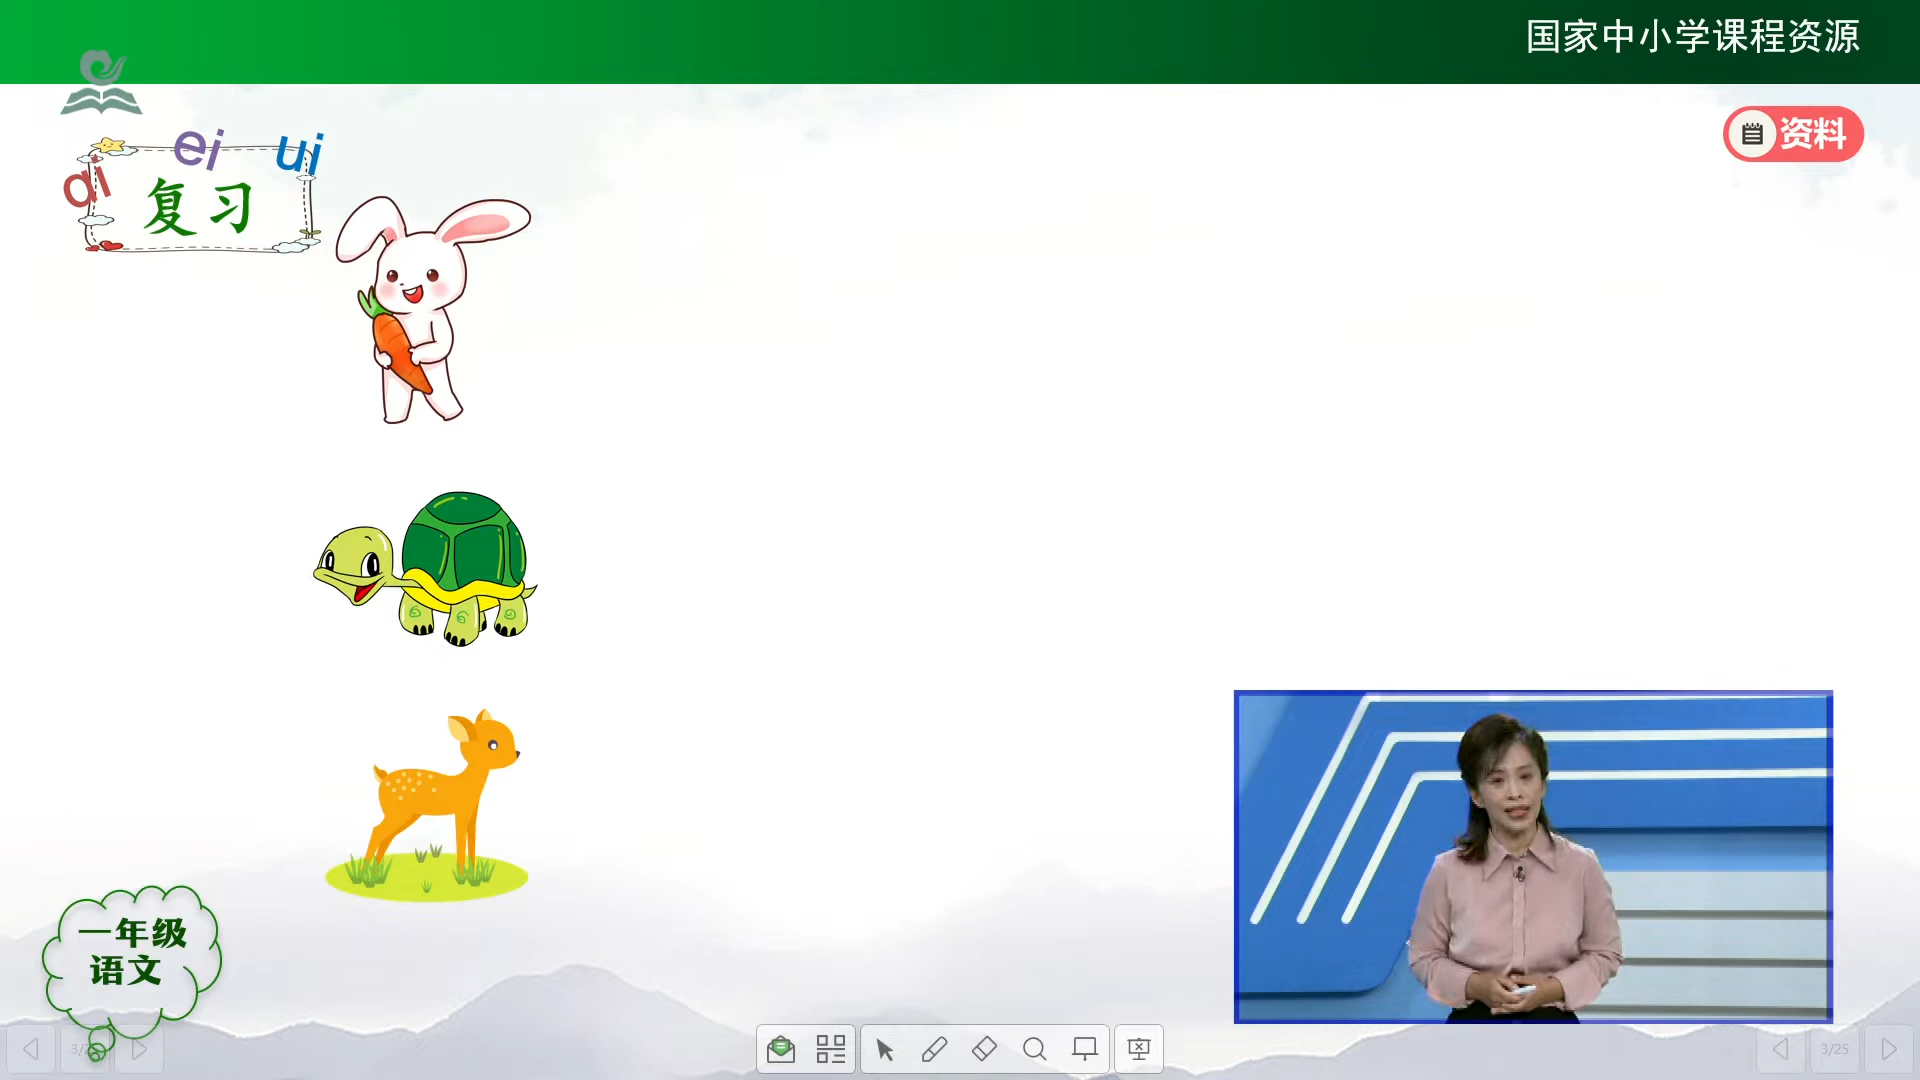 国家中小学课程资源
资料
ɑi ei ui
复习
一年级
语文
3/25